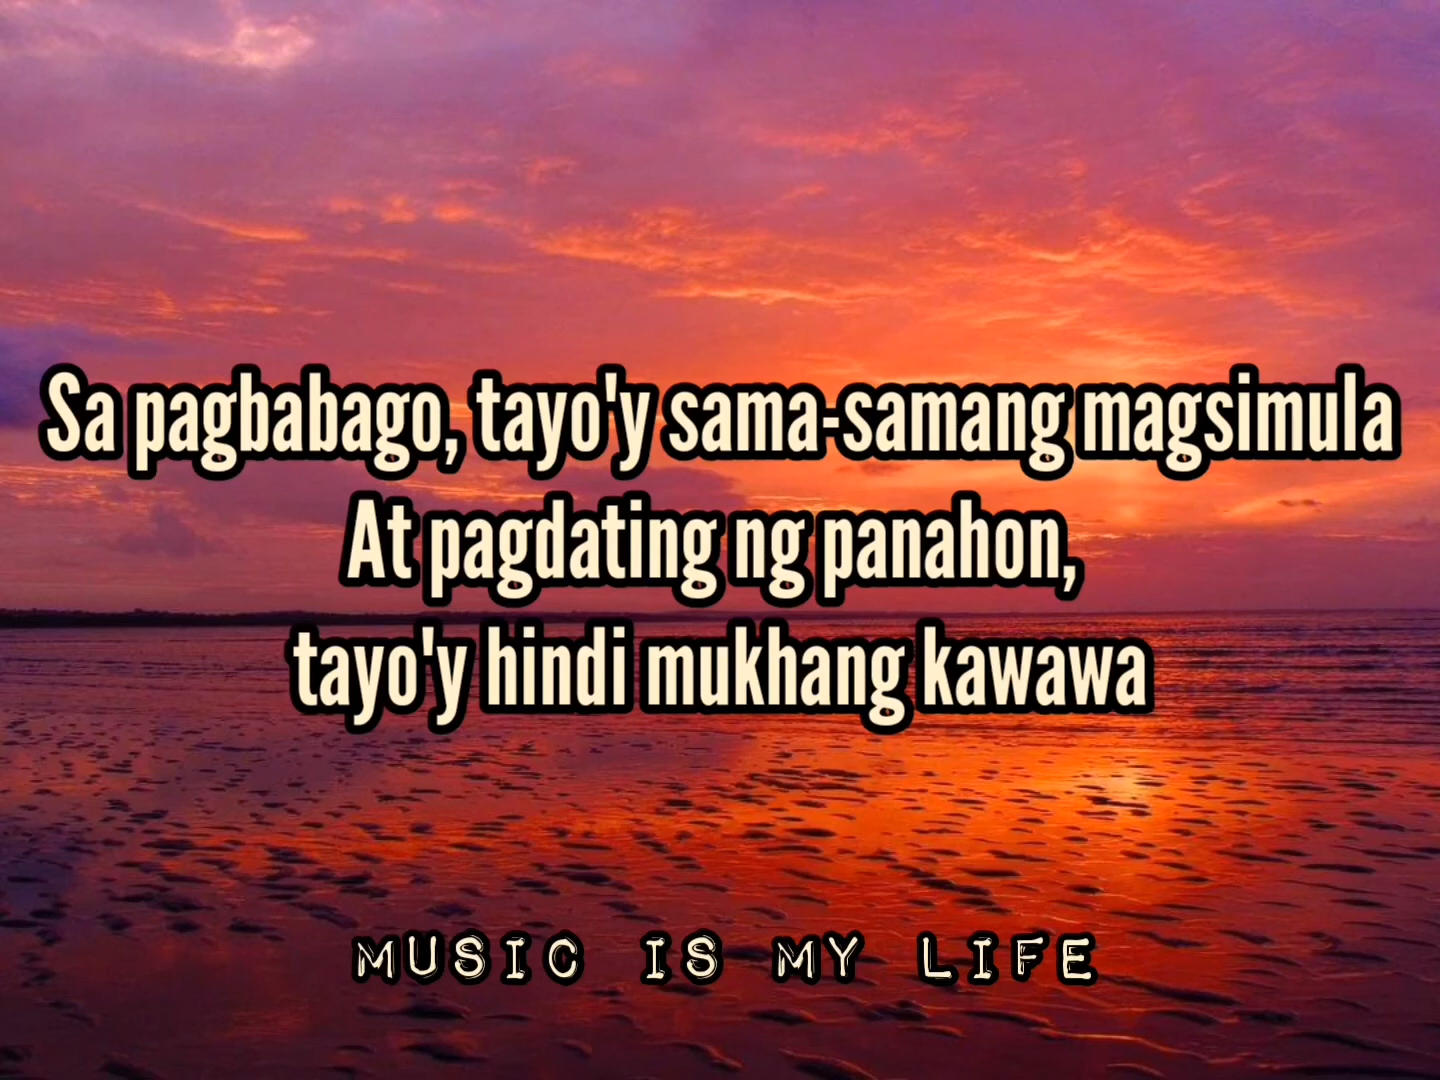 Sa pagbabago, tayo'y sama-samang magsimula
At pagdating ng panahon,
tayo'y hindi mukhang kawawa
MUSIC IS MY LIFE